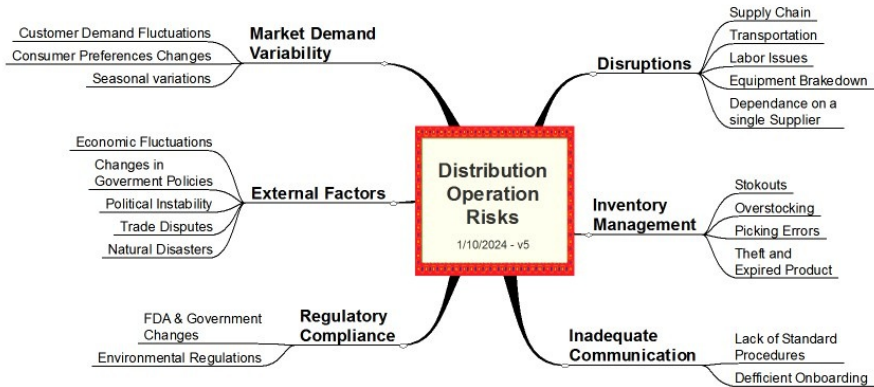 Distribution
Operation
Risks
1/10/2024 - v5
Market Demand
Variability
Customer Demand Fluctuations
Consumer Preferences Changes
Seasonal variations
External Factors
Economic Fluctuations
Changes in
Goverment Policies
Political Instability
Trade Disputes
Natural Disasters
Regulatory
Compliance
FDA & Government
Changes
Environmental Regulations
Disruptions
Supply Chain
Transportation
Labor Issues
Equipment Brakedown
Dependance on a
single Supplier
Inventory
Management
Stokouts
Overstocking
Picking Errors
Theft and
Expired Product
Inadequate
Communication
Lack of Standard
Procedures
Defficient Onboarding